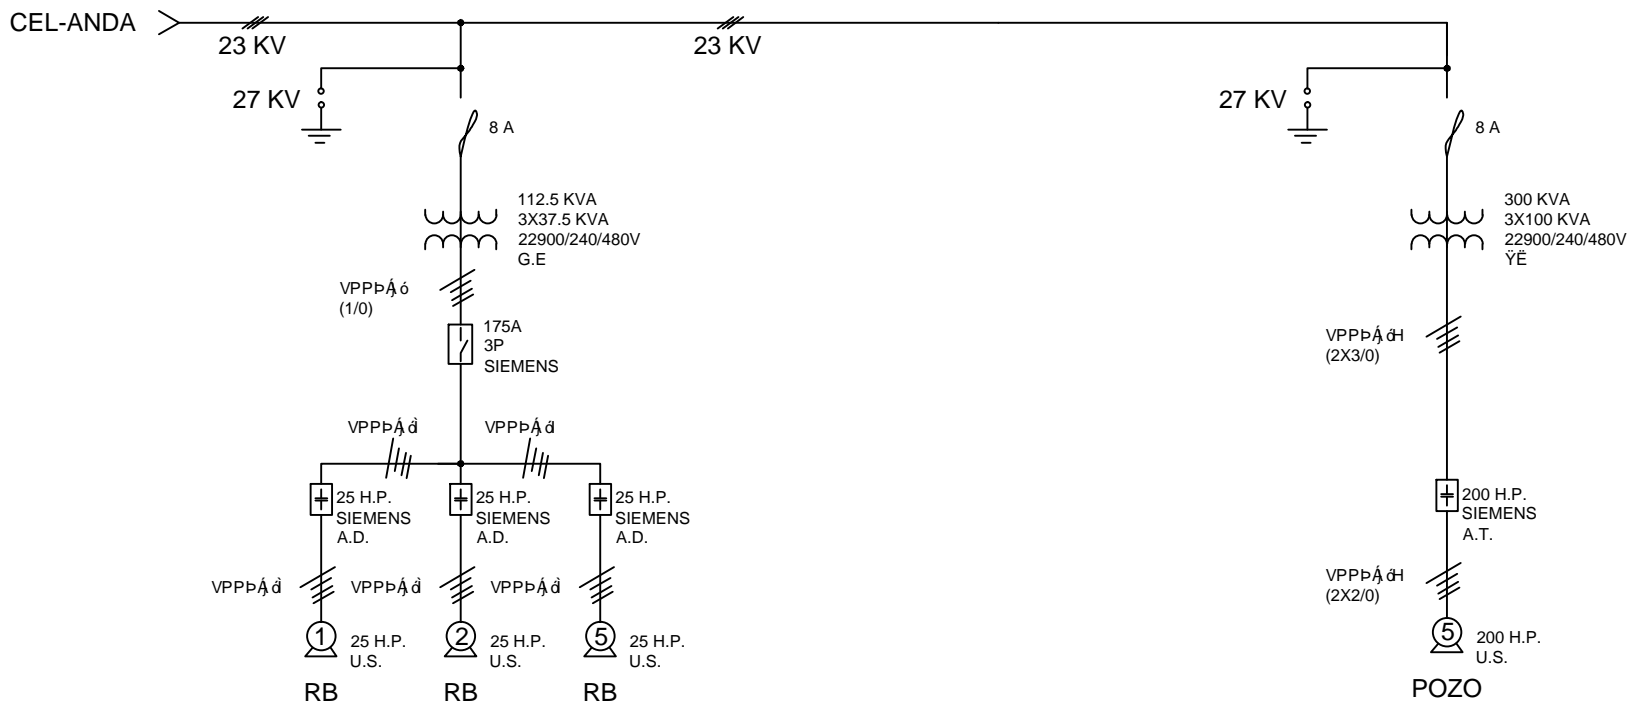 CEL-ANDA
23 KV
23 KV
27 KV
8 A
112.5 KVA
3X37.5 KVA
22900/240/480V
G.E
(1/0)
175A
3P
SIEMENS
25 H.P.
SIEMENS
A.D.
25 H.P.
SIEMENS
A.D.
25 H.P.
SIEMENS
A.D.
1
25 H.P.
U.S.
RB
2
25 H.P.
U.S.
RB
5
25 H.P.
U.S.
RB
27 KV
8 A
300 KVA
3X100 KVA
22900/240/480V
ŸË
(2X3/0)
200 H.P.
SIEMENS
A.T.
(2X2/0)
5
200 H.P.
U.S.
POZO